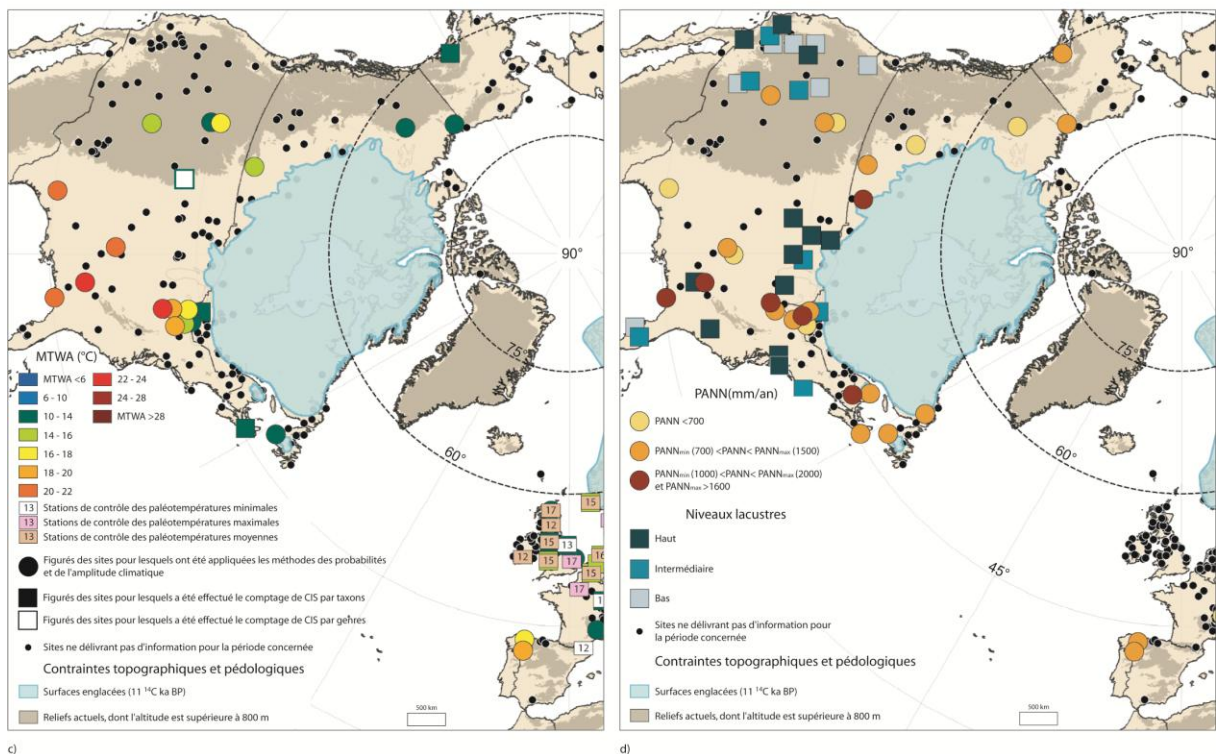 90°
75°
60°
MTWA (°C)
MTWA <6
6 - 10
10 - 14
14 - 16
16 - 18
18 - 20
20 - 22
22 - 24
24 - 28
MTWA >28
13 Stations de contrôle des paléotempératures minimales
13 Stations de contrôle des paléotempératures maximales
13 Stations de contrôle des paléotempératures moyennes
Figurés des sites pour lesquels ont été appliquées les méthodes des probabilités
et de l'amplitude climatique
Figurés des sites pour lesquels a été effectué le comptage de CIS par taxons
Figurés des sites pour lesquels a été effectué le comptage de CIS par genres
Sites ne délivrant pas d'information pour la période concernée
Contraintes topographiques et pédologiques
Surfaces englacées (11 ¹⁴C ka BP)
Reliefs actuels, dont l'altitude est supérieure à 800 m
500 km
15
17
12
15
13
16
12
15
17
15
17
12
c)
90°
75°
60°
45°
PANN(mm/an)
PANN <700
PANNmin (700) <PANN< PANNmax (1500)
PANNmin (1000) <PANN< PANNmax (2000)
et PANNmax >1600
Niveaux lacustres
Haut
Intermédiaire
Bas
Sites ne délivrant pas d'information pour
la période concernée
Contraintes topographiques et pédologiques
Surfaces englacées (11 ¹⁴C ka BP)
Reliefs actuels, dont l'altitude est supérieure à 800 m
500 km
d)